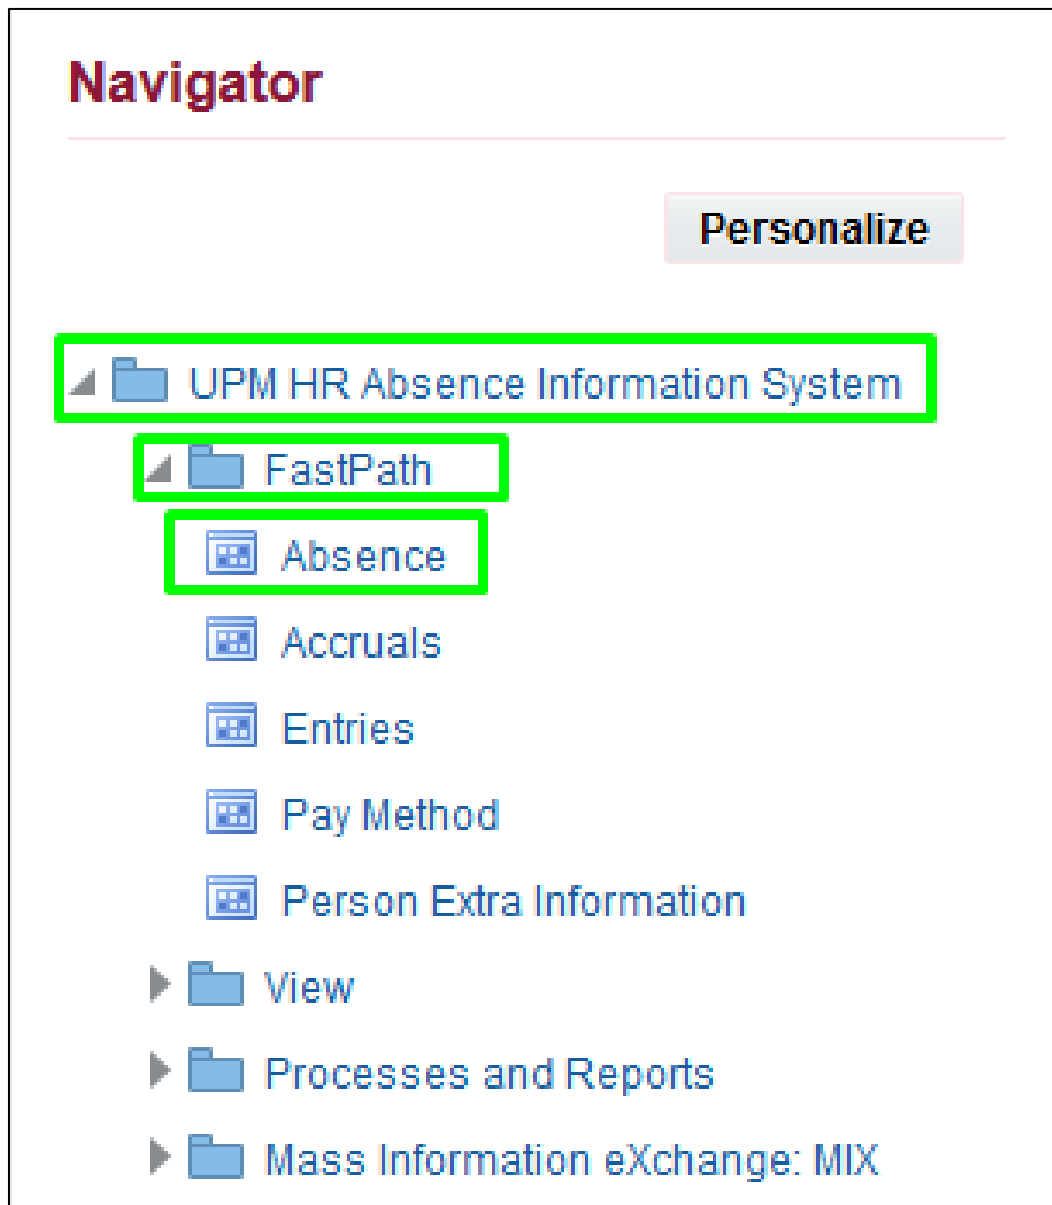 Navigator
Personalize
UPM HR Absence Information System
FastPath
Absence
Accruals
Entries
Pay Method
Person Extra Information
View
Processes and Reports
Mass Information eXchange: MIX